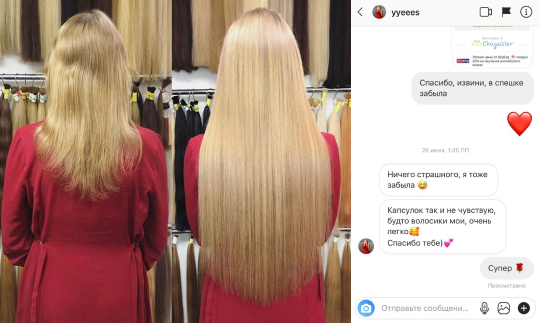 yyeees
Спасибо, извини, в спешке
забыла
20 июля, 1:25 ПП
Ничего страшного, я тоже
забыла 😅
Капсулок так и не чувствую,
будто волосики мои, очень
легко🥰
Спасибо тебе)💕
Супер 🌹
Просмотрено
Отправьте сообщени...